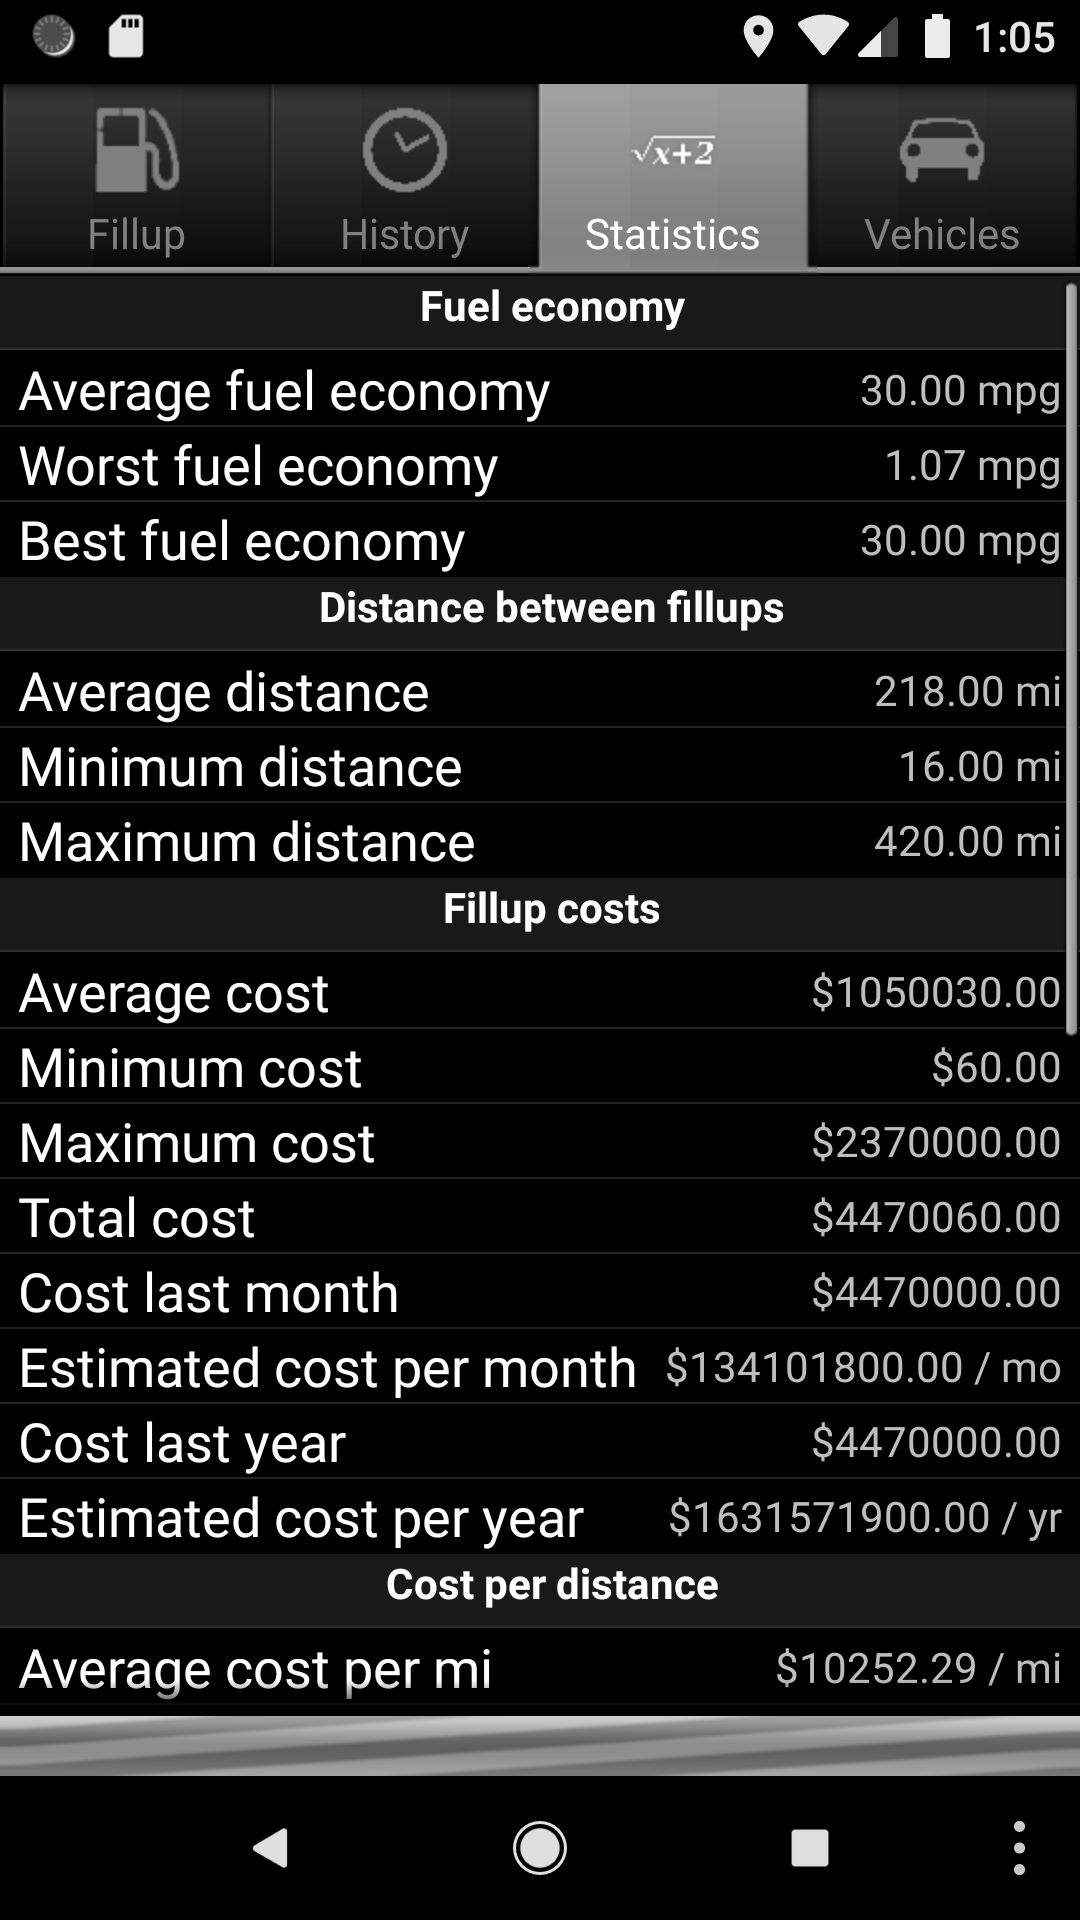 1:05
√x+2
Fillup History Statistics Vehicles
Fuel economy
Average fuel economy 30.00 mpg
Worst fuel economy 1.07 mpg
Best fuel economy 30.00 mpg
Distance between fillups
Average distance 218.00 mi
Minimum distance 16.00 mi
Maximum distance 420.00 mi
Fillup costs
Average cost $1050030.00
Minimum cost $60.00
Maximum cost $2370000.00
Total cost $4470060.00
Cost last month $4470000.00
Estimated cost per month $134101800.00 / mo
Cost last year $4470000.00
Estimated cost per year $1631571900.00 / yr
Cost per distance
Average cost per mi $10252.29 / mi